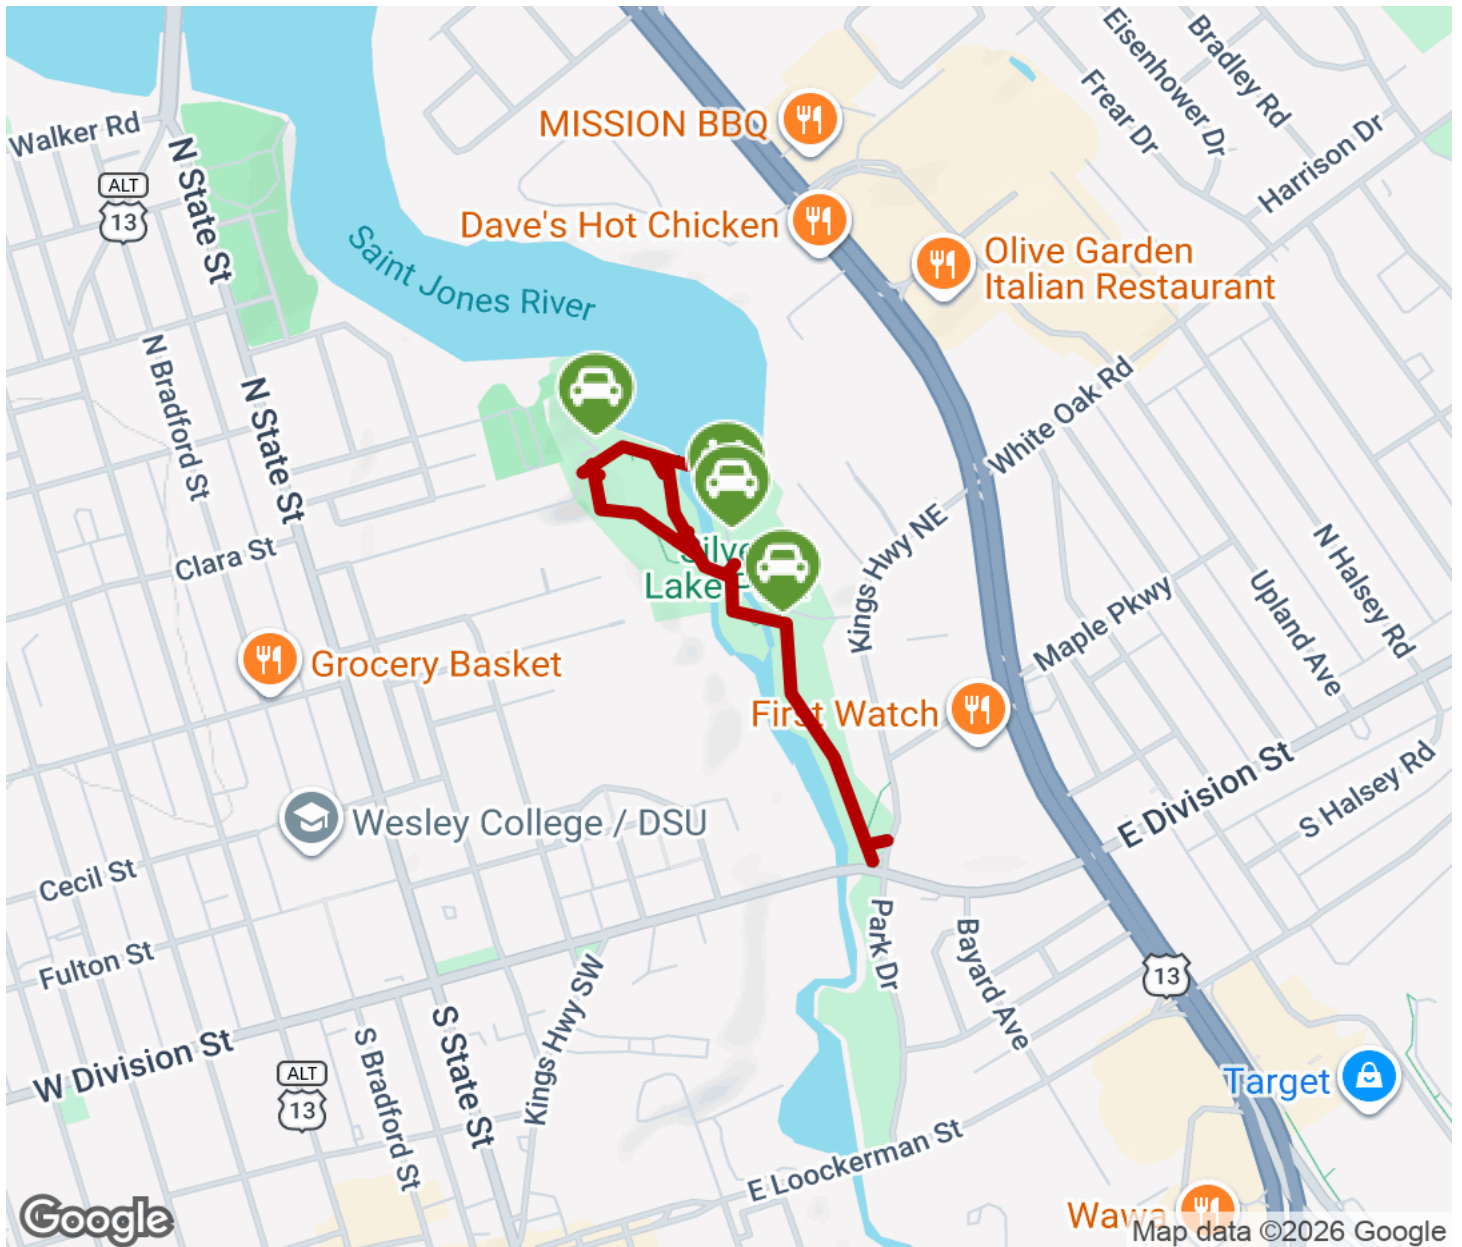 Bradley Rd
Eisenhower Dr
Frear Dr
Harrison Dr
MISSION BBQ
Walker Rd
ALT
13
N State St
Dave's Hot Chicken
Olive Garden
Italian Restaurant
Saint Jones River
N Bradford St
N State St
White Oak Rd
Kings Hwy NE
Clara St
Lake
N Halsey Rd
Upland Ave
Maple Pkwy
Grocery Basket
First Watch
E Division St
S Halsey Rd
Wesley College / DSU
Cecil St
Fulton St
Park Dr
Bayard Ave
13
Kings Hwy SW
W Division St
S Bradford St
S State St
ALT
13
Target
E Loockerman St
Wawa
Google
Map data ©2026 Google